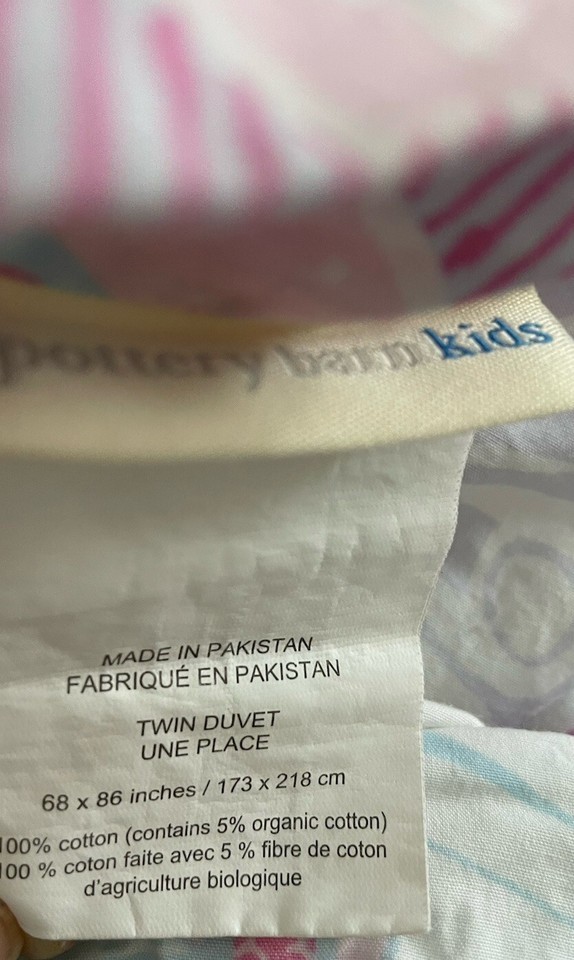 pottery barn kids
MADE IN PAKISTAN
FABRIQUÉ EN PAKISTAN
TWIN DUVET
UNE PLACE
68 x 86 inches / 173 x 218 cm
100% cotton (contains 5% organic cotton)
100 % coton faite avec 5 % fibre de coton
d'agriculture biologique